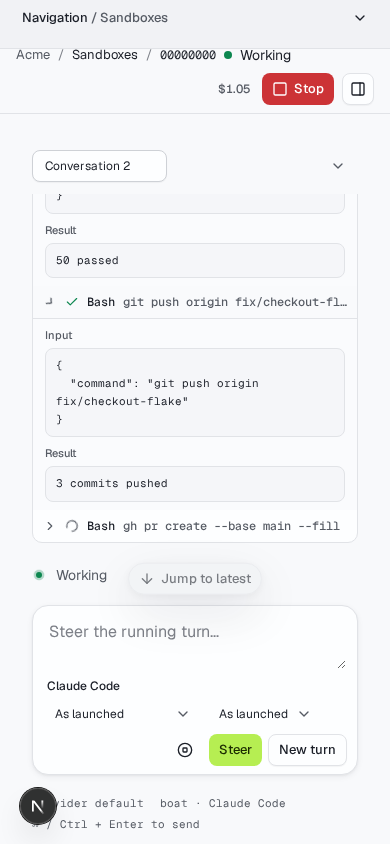 Navigation / Sandboxes
Acme / Sandboxes / 00000000 Working
$1.05 Stop
Conversation 2
}
Result
50 passed
Bash git push origin fix/checkout-fl…
Input
{
"command": "git push origin
fix/checkout-flake"
}
Result
3 commits pushed
Bash gh pr create --base main --fill
Working
Jump to latest
Steer the running turn…
Claude Code
As launched As launched
Steer New turn
N
default boat · Claude Code
/ Ctrl + Enter to send